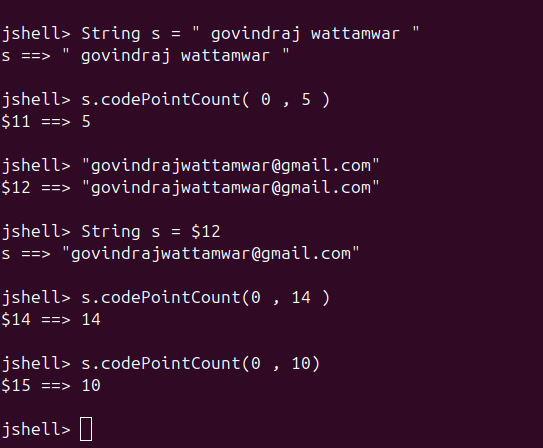 jshell> String s = " govindraj wattamwar "
s ==> " govindraj wattamwar "
jshell> s.codePointCount( 0 , 5 )
$11 ==> 5
jshell> "govindrajwattamwar@gmail.com"
$12 ==> "govindrajwattamwar@gmail.com"
jshell> String s = $12
s ==> "govindrajwattamwar@gmail.com"
jshell> s.codePointCount(0 , 14 )
$14 ==> 14
jshell> s.codePointCount(0 , 10)
$15 ==> 10
jshell>